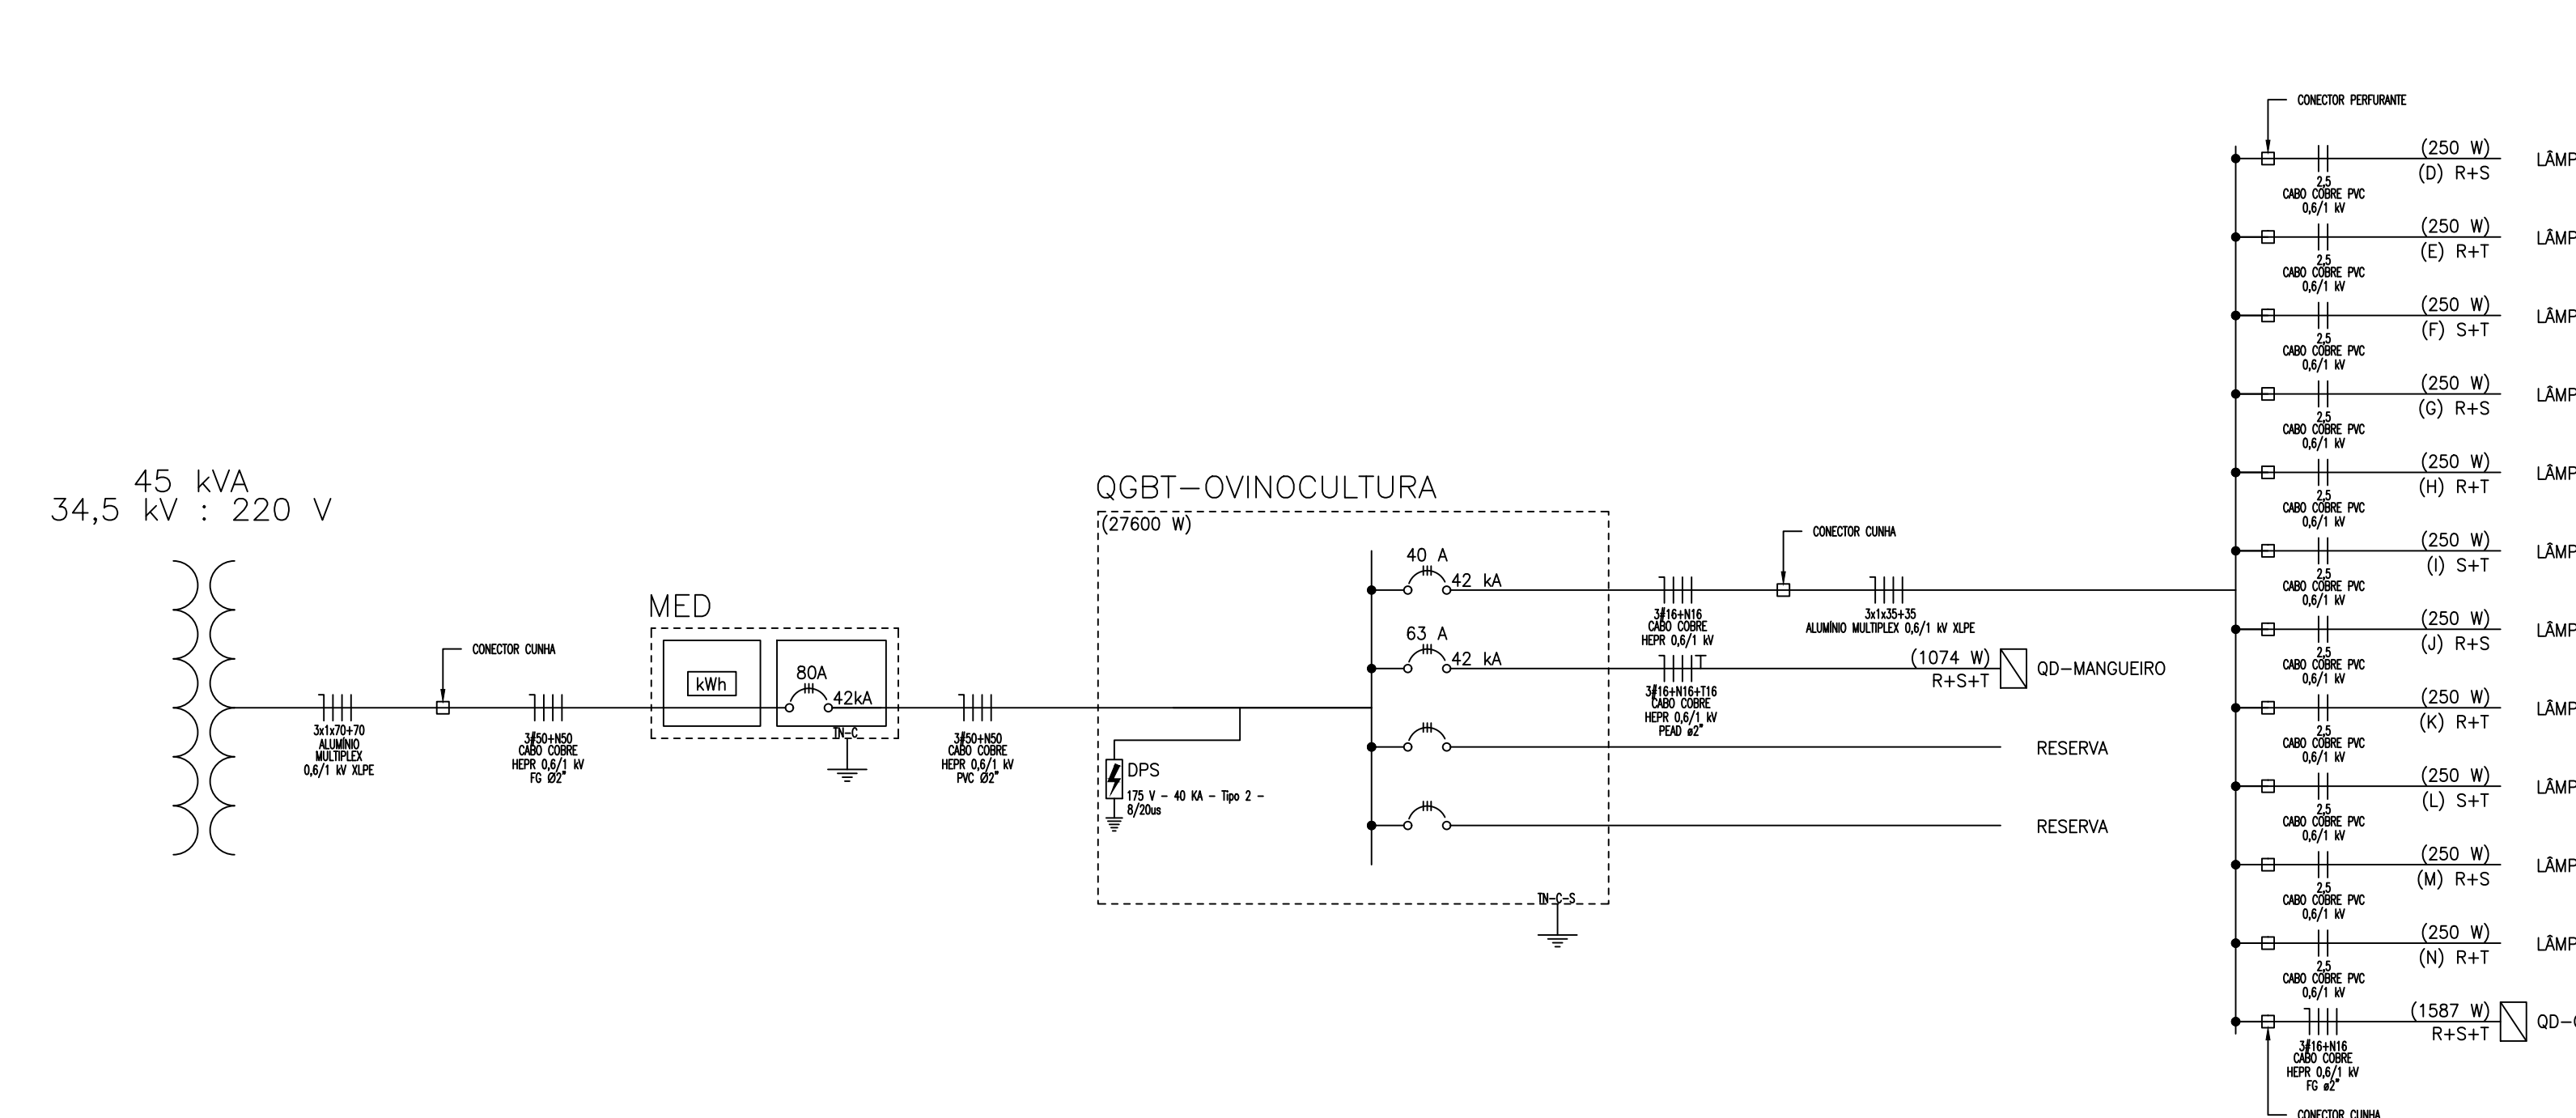 45 kVA
34,5 kV : 220 V
3x1x70+70
ALUMÍNIO
MULTIPLEX
0,6/1 kV XLPE
CONECTOR CUNHA
3#50+N50
CABO COBRE
HEPR 0,6/1 kV
FG Ø2"
MED
kWh
80A
42kA
TN-C
3#50+N50
CABO COBRE
HEPR 0,6/1 kV
PVC Ø2"
QGBT-OVINOCULTURA
(27600 W)
DPS
175 V - 40 KA - Tipo 2 -
8/20us
40 A
42 kA
63 A
42 kA
TN-C-S
3#16+N16
CABO COBRE
HEPR 0,6/1 kV
CONECTOR CUNHA
3x1x35+35
ALUMÍNIO MULTIPLEX 0,6/1 kV XLPE
3#16+N16+T16
CABO COBRE
HEPR 0,6/1 kV
PEAD ø2"
(1074 W)
R+S+T
QD-MANGUEIRO
RESERVA
RESERVA
CONECTOR PERFURANTE
2,5
CABO COBRE PVC
0,6/1 kV
(250 W)
(D) R+S
LÂMP
2,5
CABO COBRE PVC
0,6/1 kV
(250 W)
(E) R+T
LÂMP
2,5
CABO COBRE PVC
0,6/1 kV
(250 W)
(F) S+T
LÂMP
2,5
CABO COBRE PVC
0,6/1 kV
(250 W)
(G) R+S
LÂMP
2,5
CABO COBRE PVC
0,6/1 kV
(250 W)
(H) R+T
LÂMP
2,5
CABO COBRE PVC
0,6/1 kV
(250 W)
(I) S+T
LÂMP
2,5
CABO COBRE PVC
0,6/1 kV
(250 W)
(J) R+S
LÂMP
2,5
CABO COBRE PVC
0,6/1 kV
(250 W)
(K) R+T
LÂMP
2,5
CABO COBRE PVC
0,6/1 kV
(250 W)
(L) S+T
LÂMP
2,5
CABO COBRE PVC
0,6/1 kV
(250 W)
(M) R+S
LÂMP
2,5
CABO COBRE PVC
0,6/1 kV
(250 W)
(N) R+T
LÂMP
3#16+N16
CABO COBRE
HEPR 0,6/1 kV
FG ø2"
(1587 W)
R+S+T
QD-
CONECTOR CUNHA